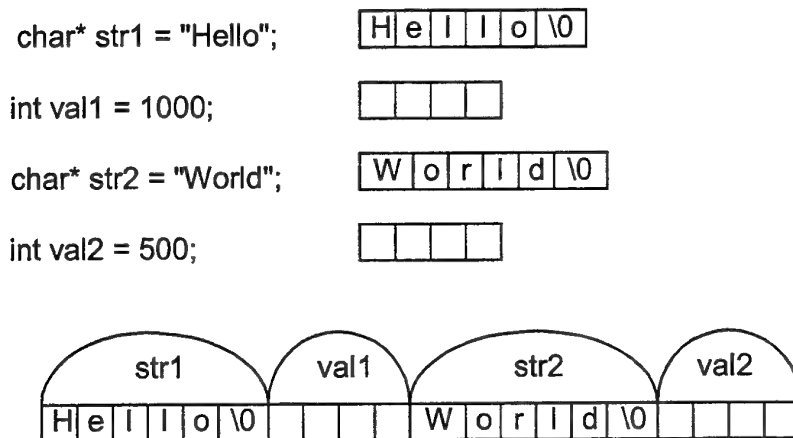 char* str1 = "Hello"; H e l l o \0
int val1 = 1000;
char* str2 = "World"; W o r l d \0
int val2 = 500;
str1 val1 str2 val2
H e l l o \0 W o r l d \0